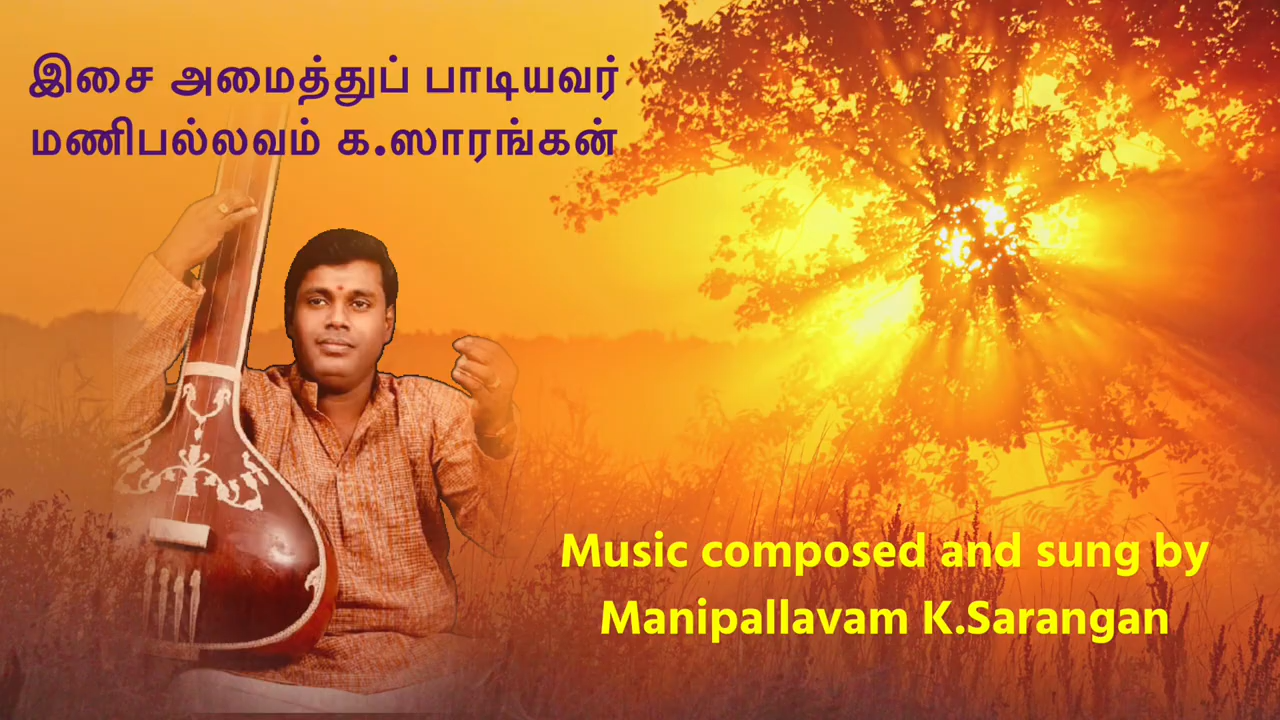 இசை அமைத்துப் பாடியவர்
மணிபல்லவம் க.ஸாரங்கன்
Music composed and sung by
Manipallavam K.Sarangan